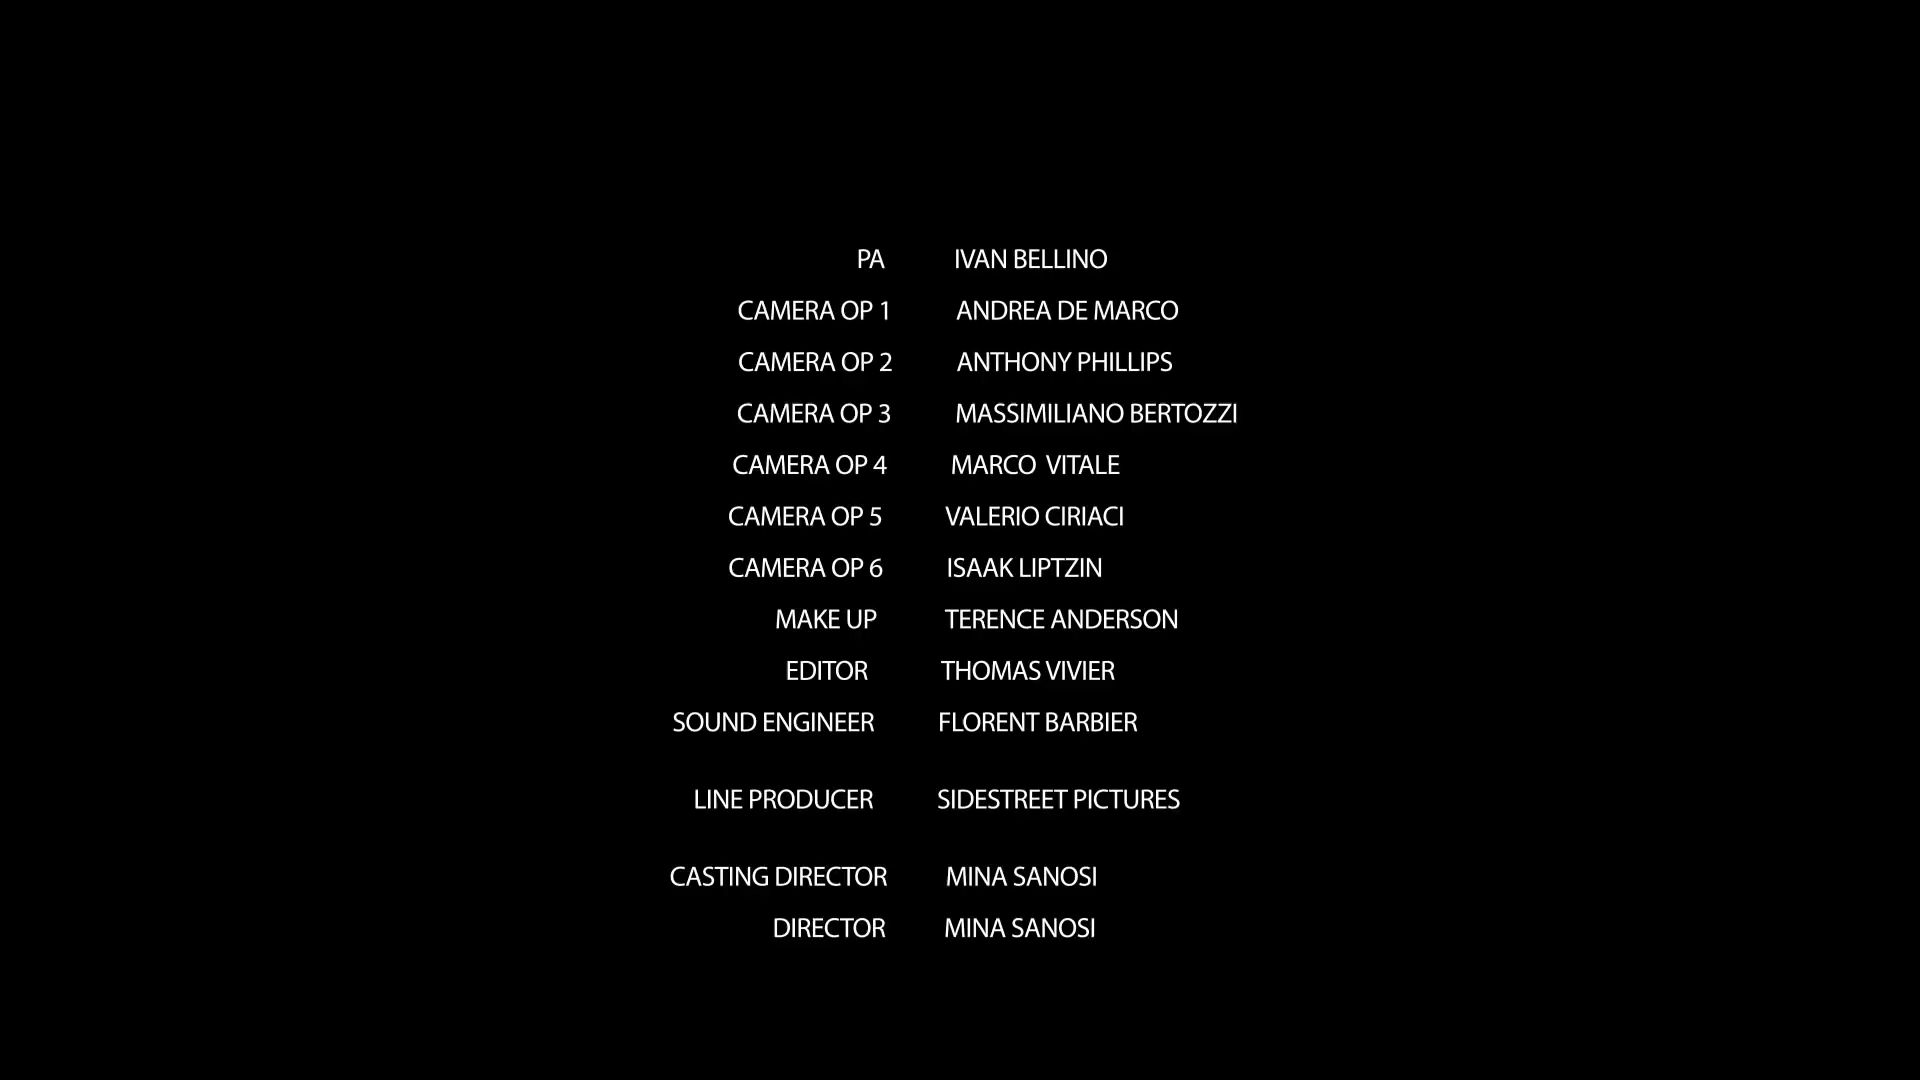 PA IVAN BELLINO
CAMERA OP 1 ANDREA DE MARCO
CAMERA OP 2 ANTHONY PHILLIPS
CAMERA OP 3 MASSIMILIANO BERTOZZI
CAMERA OP 4 MARCO VITALE
CAMERA OP 5 VALERIO CIRIACI
CAMERA OP 6 ISAAK LIPTZIN
MAKE UP TERENCE ANDERSON
EDITOR THOMAS VIVIER
SOUND ENGINEER FLORENT BARBIER
LINE PRODUCER SIDESTREET PICTURES
CASTING DIRECTOR MINA SANOSI
DIRECTOR MINA SANOSI